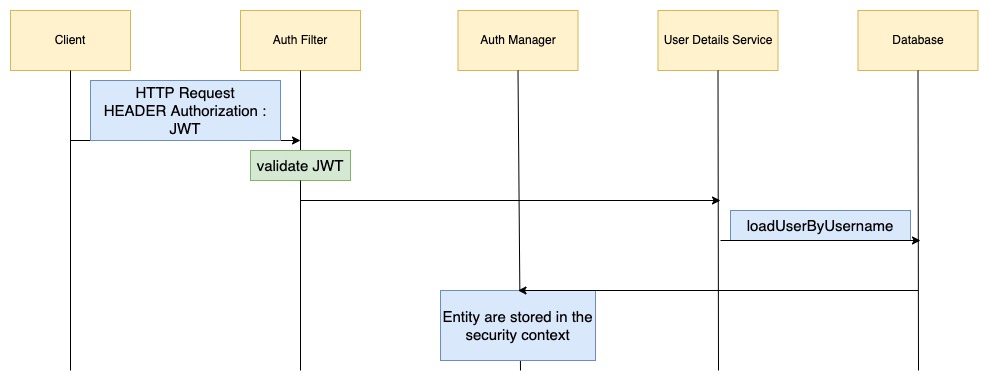 Client
Auth Filter
Auth Manager
User Details Service
Database
HTTP Request
HEADER Authorization :
JWT
validate JWT
loadUserByUsername
Entity are stored in the
security context